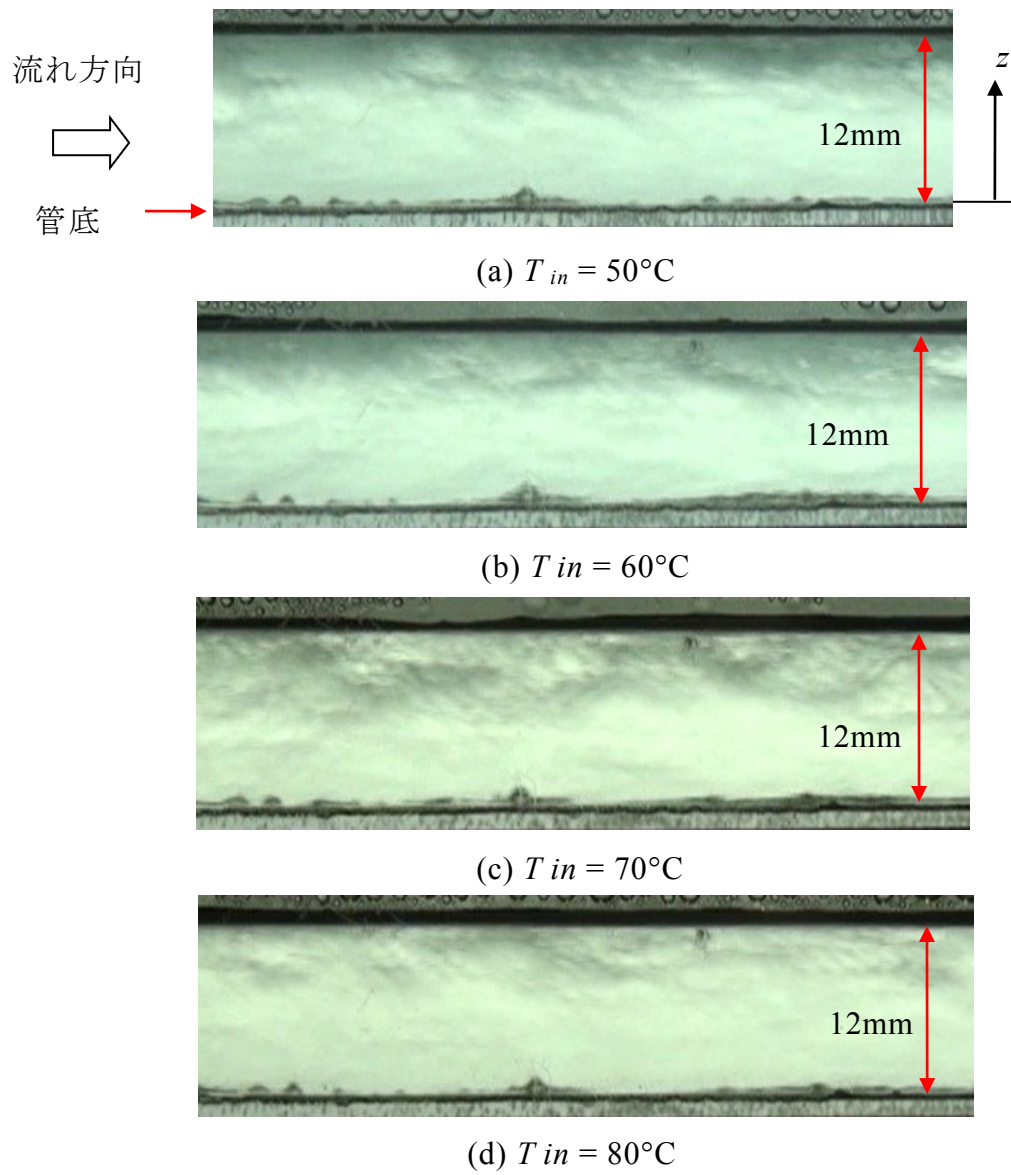 流れ方向
z
12mm
管底
(a) T in = 50°C
12mm
(b) T in = 60°C
12mm
(c) T in = 70°C
12mm
(d) T in = 80°C